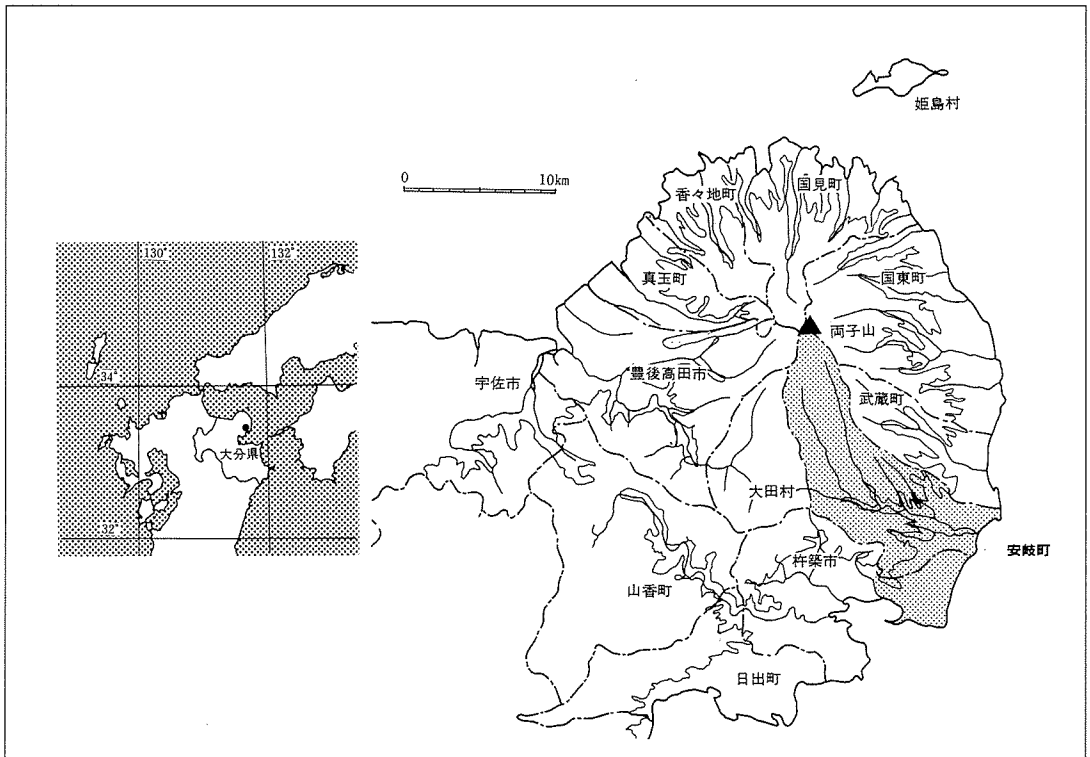 姫島村
0 10km
国見町
香々地町
真玉町
国東町
両子山
豊後高田市
宇佐市
武蔵町
大田村
安岐町
杵築市
山香町
日出町
130°
132°
34°
大分県
32°